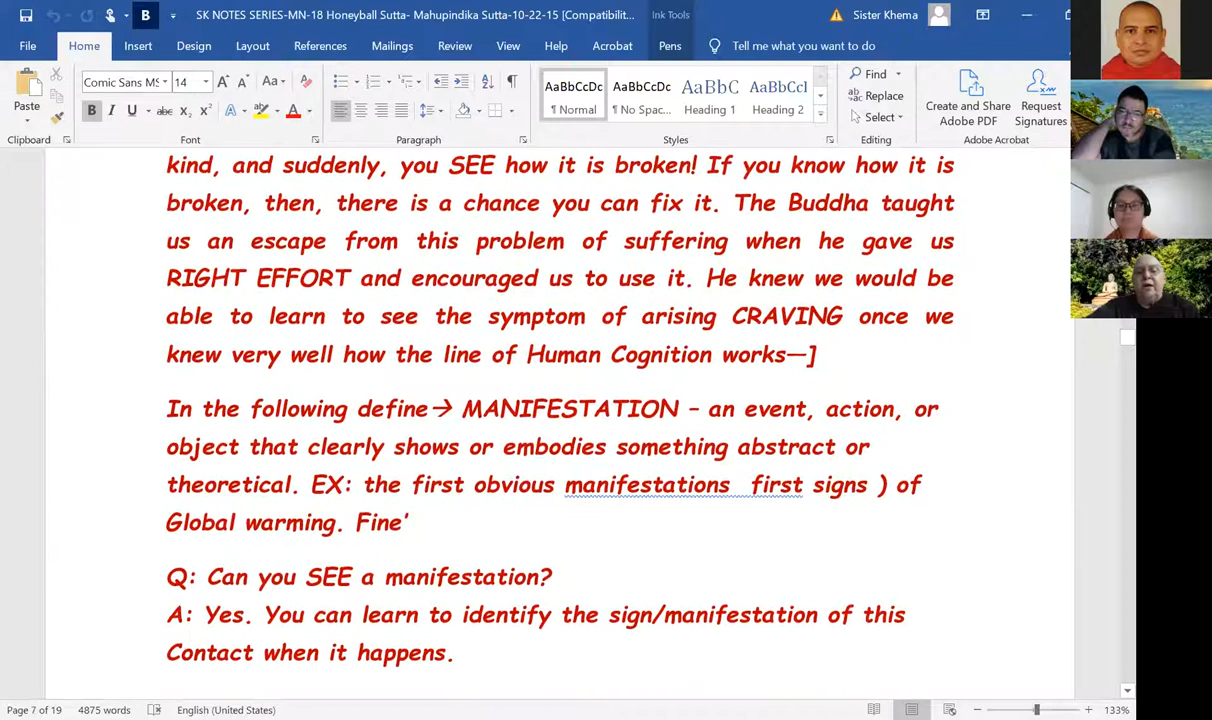 SK NOTES SERIES-MN-18 Honeyball Sutta- Mahupindika Sutta-10-22-15 [Compatibilit...
Ink Tools
Sister Khema
File Home Insert Design Layout References Mailings Review View Help Acrobat Pens Tell me what you want to do
Comic Sans MS 14 Aa
AaBbCcDc AaBbCcDc AaBbC AaBbCcI
Find
Replace
Select
Paste
B I U abc x₂ x² A A
¶ Normal ¶ No Spac... Heading 1 Heading 2
Create and Share Adobe PDF
Request Signatures
Clipboard Font Paragraph Styles Editing Adobe Acrobat
kind, and suddenly, you SEE how it is broken! If you know how it is
broken, then, there is a chance you can fix it. The Buddha taught
us an escape from this problem of suffering when he gave us
RIGHT EFFORT and encouraged us to use it. He knew we would be
able to learn to see the symptom of arising CRAVING once we
knew very well how the line of Human Cognition works—]
In the following define→ MANIFESTATION – an event, action, or
object that clearly shows or embodies something abstract or
theoretical. EX: the first obvious manifestations first signs ) of
Global warming. Fine'
Q: Can you SEE a manifestation?
A: Yes. You can learn to identify the sign/manifestation of this
Contact when it happens.
Page 7 of 19 4875 words English (United States) 133%